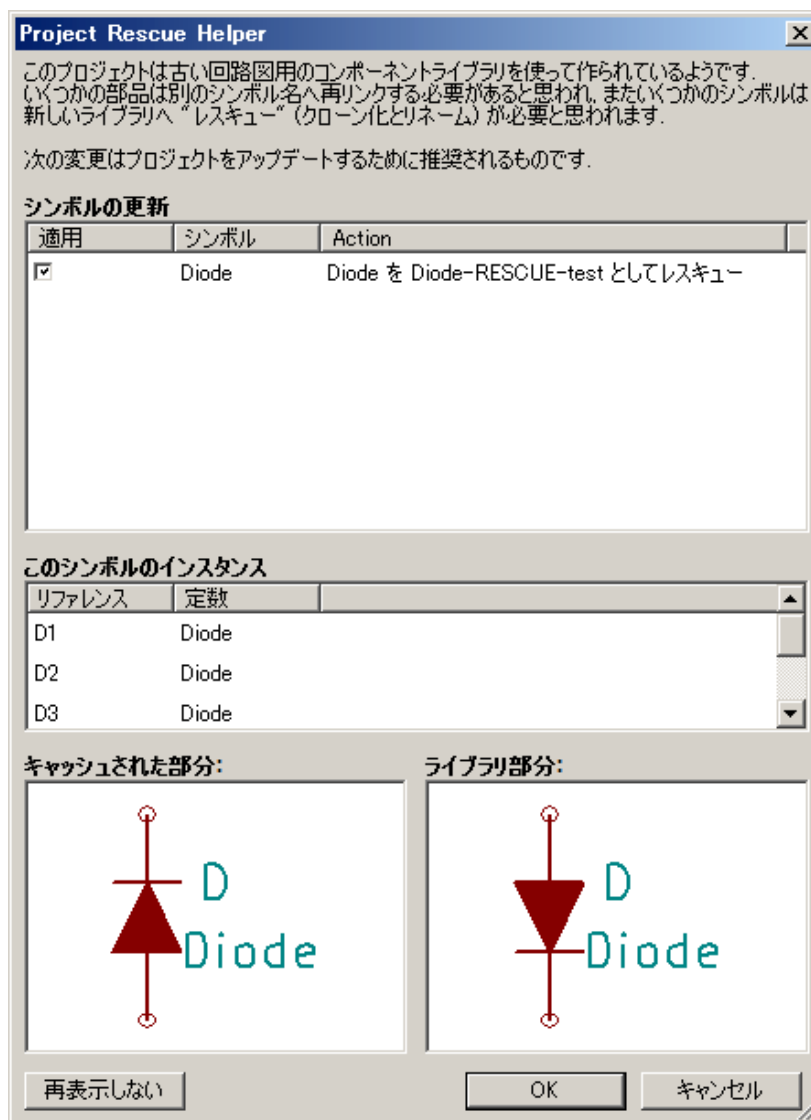 Project Rescue Helper
このプロジェクトは古い回路図用のコンポーネントライブラリを使って作られているようです.
いくつかの部品は別のシンボル名へ再リンクする必要があると思われ, またいくつかのシンボルは
新しいライブラリへ “レスキュー” (クローン化とリネーム) が必要と思われます.
次の変更はプロジェクトをアップデートするために推奨されるものです.
シンボルの更新
適用 シンボル Action
Diode Diode を Diode-RESCUE-test としてレスキュー
このシンボルのインスタンス
リファレンス 定数
D1 Diode
D2 Diode
D3 Diode
キャッシュされた部分: ライブラリ部分:
D D
Diode Diode
再表示しない OK キャンセル